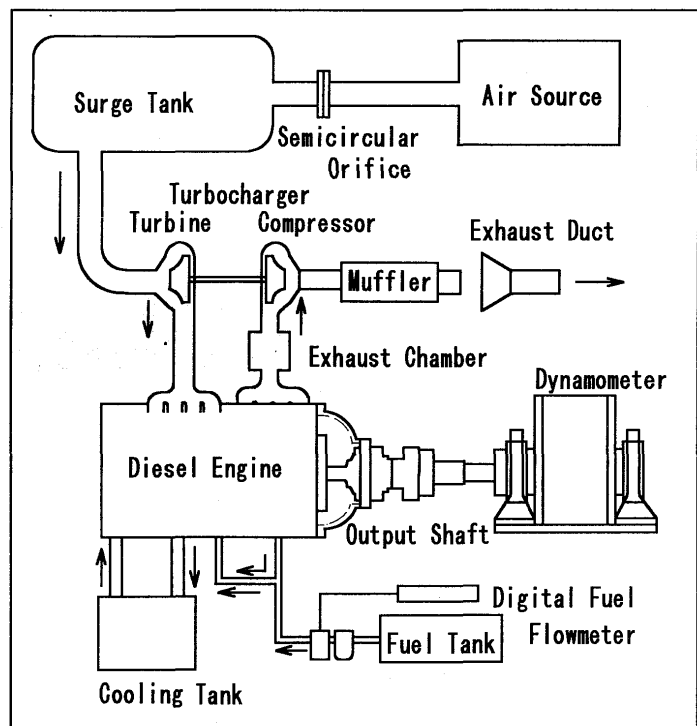 Surge Tank
Air Source
Semicircular
Orifice
Turbocharger
Turbine
Compressor
Exhaust Duct
Muffler
Exhaust Chamber
Dynamometer
Diesel Engine
Output Shaft
Digital Fuel
Flowmeter
Fuel Tank
Cooling Tank